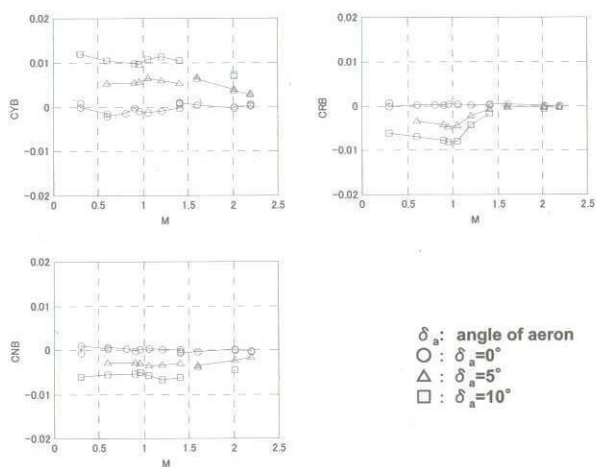 0.02
0.01
0
-0.01
-0.02
CYB
0 0.5 1 1.5 2 2.5
M
0.02
0.01
0
-0.01
-0.02
CRB
0 0.5 1 1.5 2 2.5
M
0.02
0.01
0
-0.01
-0.02
CNB
0 0.5 1 1.5 2 2.5
M
δa: angle of aeron
○ : δa=0°
△ : δa=5°
□ : δa=10°